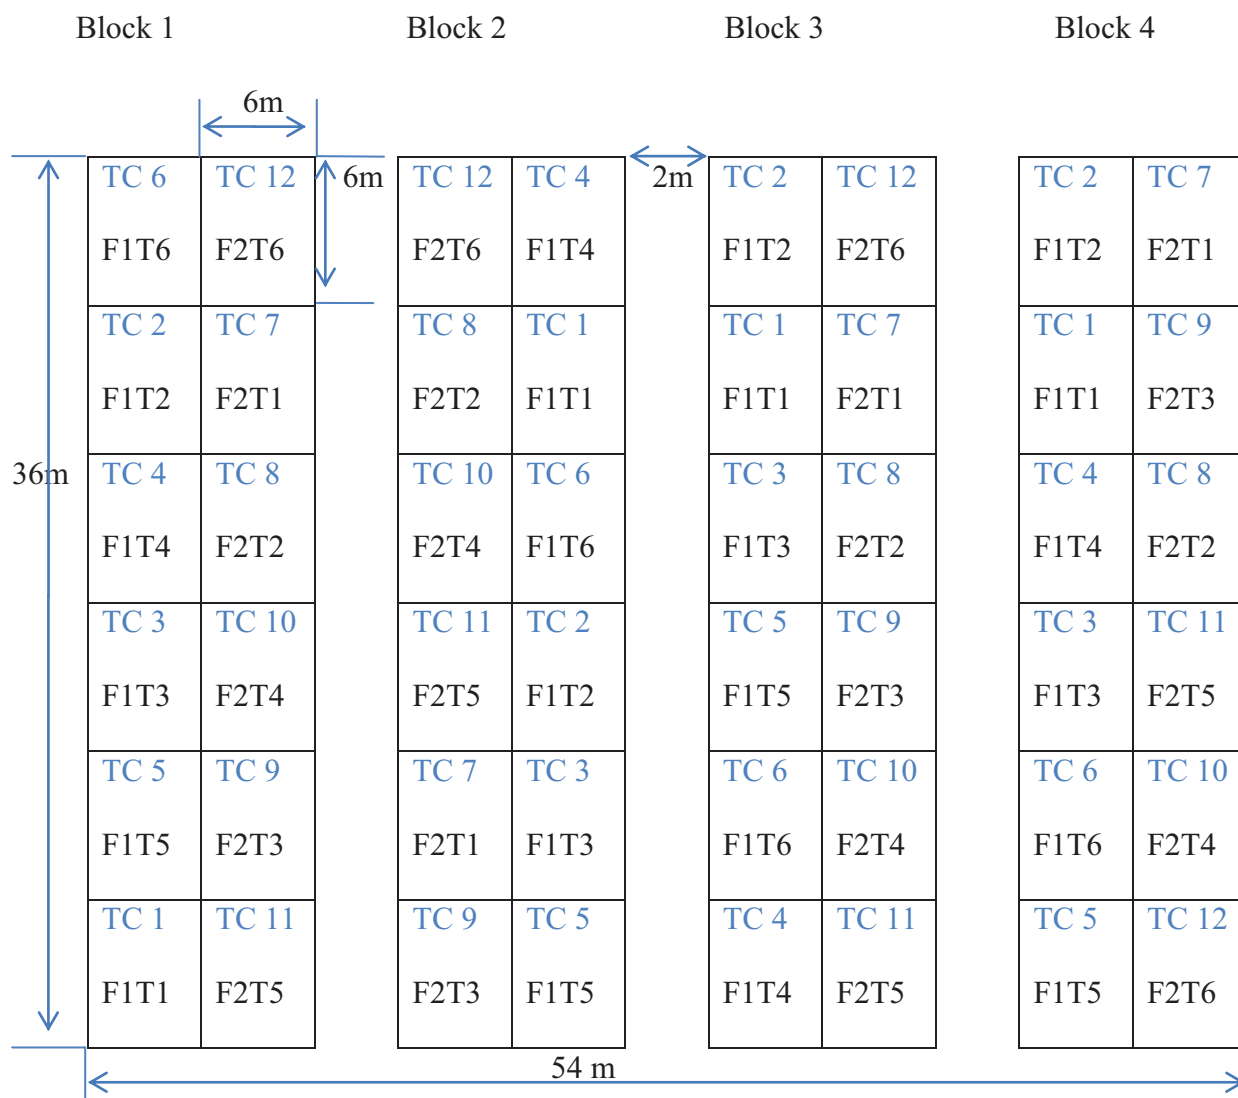 Block 1 Block 2 Block 3 Block 4
6m
TC 6 TC 12 6m TC 12 TC 4 2m TC 2 TC 12 TC 2 TC 7
F1T6 F2T6 F2T6 F1T4 F1T2 F2T6 F1T2 F2T1
TC 2 TC 7 TC 8 TC 1 TC 1 TC 7 TC 1 TC 9
F1T2 F2T1 F2T2 F1T1 F1T1 F2T1 F1T1 F2T3
36m TC 4 TC 8 TC 10 TC 6 TC 3 TC 8 TC 4 TC 8
F1T4 F2T2 F2T4 F1T6 F1T3 F2T2 F1T4 F2T2
TC 3 TC 10 TC 11 TC 2 TC 5 TC 9 TC 3 TC 11
F1T3 F2T4 F2T5 F1T2 F1T5 F2T3 F1T3 F2T5
TC 5 TC 9 TC 7 TC 3 TC 6 TC 10 TC 6 TC 10
F1T5 F2T3 F2T1 F1T3 F1T6 F2T4 F1T6 F2T4
TC 1 TC 11 TC 9 TC 5 TC 4 TC 11 TC 5 TC 12
F1T1 F2T5 F2T3 F1T5 F1T4 F2T5 F1T5 F2T6
54 m